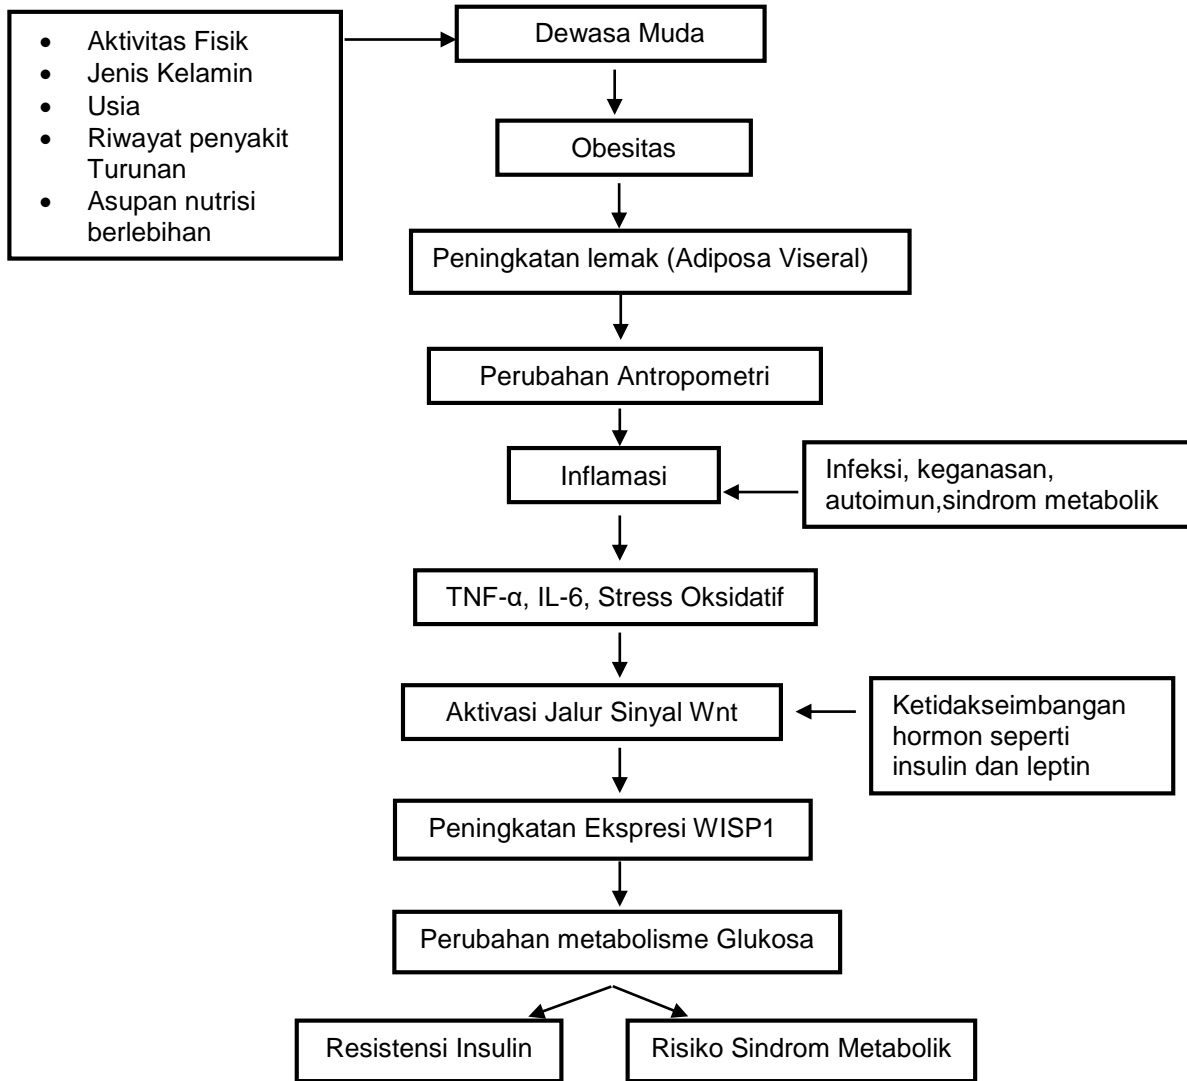 • Aktivitas Fisik
• Jenis Kelamin
• Usia
• Riwayat penyakit
Turunan
• Asupan nutrisi
berlebihan
Dewasa Muda
Obesitas
Peningkatan lemak (Adiposa Viseral)
Perubahan Antropometri
Inflamasi
Infeksi, keganasan,
autoimun,sindrom metabolik
TNF-α, IL-6, Stress Oksidatif
Aktivasi Jalur Sinyal Wnt
Ketidakseimbangan
hormon seperti
insulin dan leptin
Peningkatan Ekspresi WISP1
Perubahan metabolisme Glukosa
Resistensi Insulin
Risiko Sindrom Metabolik